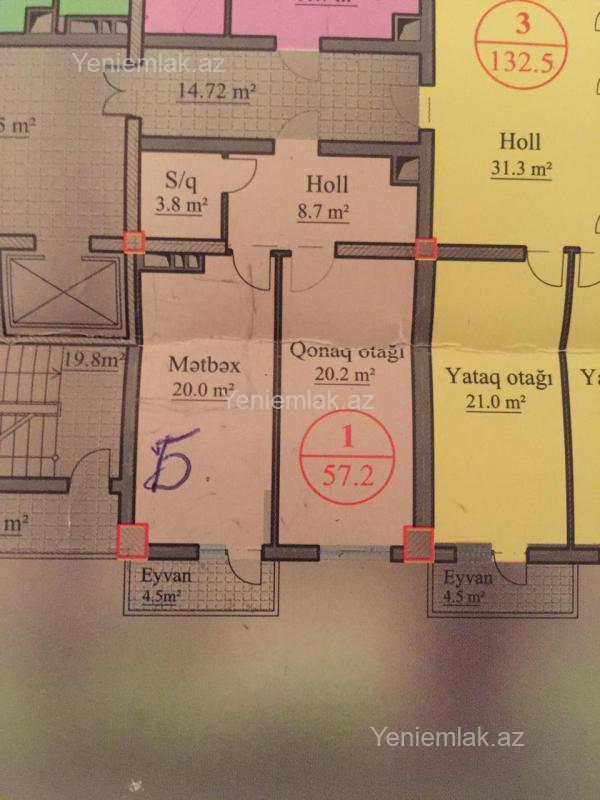 3
132.5
Yeniemlak.az
14.72 m²
5 m²
Holl
31.3 m²
S/q
3.8 m²
Holl
8.7 m²
19.8m²
Mətbəx
20.0 m²
Qonaq otağı
20.2 m²
Yataq otağı
21.0 m²
Yeniemlak.az
1
57.2
Б
m²
Eyvan
4.5m²
Eyvan
4.5 m²
Yeniemlak.az